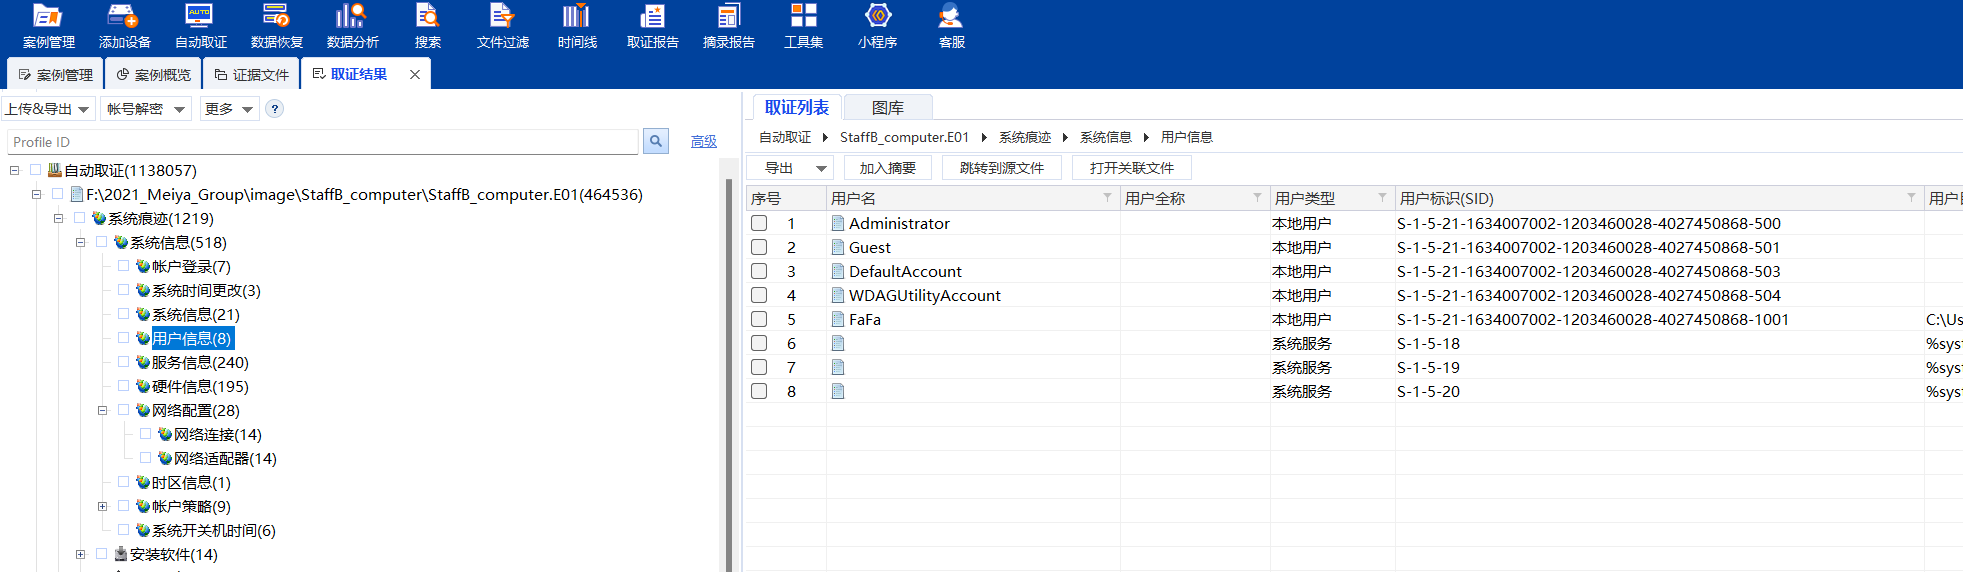 案例管理 添加设备 自动取证 数据恢复 数据分析 搜索 文件过滤 时间线 取证报告 摘录报告 工具集 小程序 客服
案例管理 案例概览 证据文件 取证结果
上传&导出 帐号解密 更多 ?
Profile ID 高级
自动取证(1138057)
F:\2021_Meiya_Group\image\StaffB_computer\StaffB_computer.E01(464536)
系统痕迹(1219)
系统信息(518)
帐户登录(7)
系统时间更改(3)
系统信息(21)
用户信息(8)
服务信息(240)
硬件信息(195)
网络配置(28)
网络连接(14)
网络适配器(14)
时区信息(1)
帐户策略(9)
系统开关机时间(6)
安装软件(14)
取证列表 图库
自动取证 StaffB_computer.E01 系统痕迹 系统信息 用户信息
导出 加入摘要 跳转到源文件 打开关联文件
序号 用户名 用户全称 用户类型 用户标识(SID) 用户
1 Administrator 本地用户 S-1-5-21-1634007002-1203460028-4027450868-500
2 Guest 本地用户 S-1-5-21-1634007002-1203460028-4027450868-501
3 DefaultAccount 本地用户 S-1-5-21-1634007002-1203460028-4027450868-503
4 WDAGUtilityAccount 本地用户 S-1-5-21-1634007002-1203460028-4027450868-504
5 FaFa 本地用户 S-1-5-21-1634007002-1203460028-4027450868-1001 C:\Us
6 系统服务 S-1-5-18 %syst
7 系统服务 S-1-5-19 %syst
8 系统服务 S-1-5-20 %syst